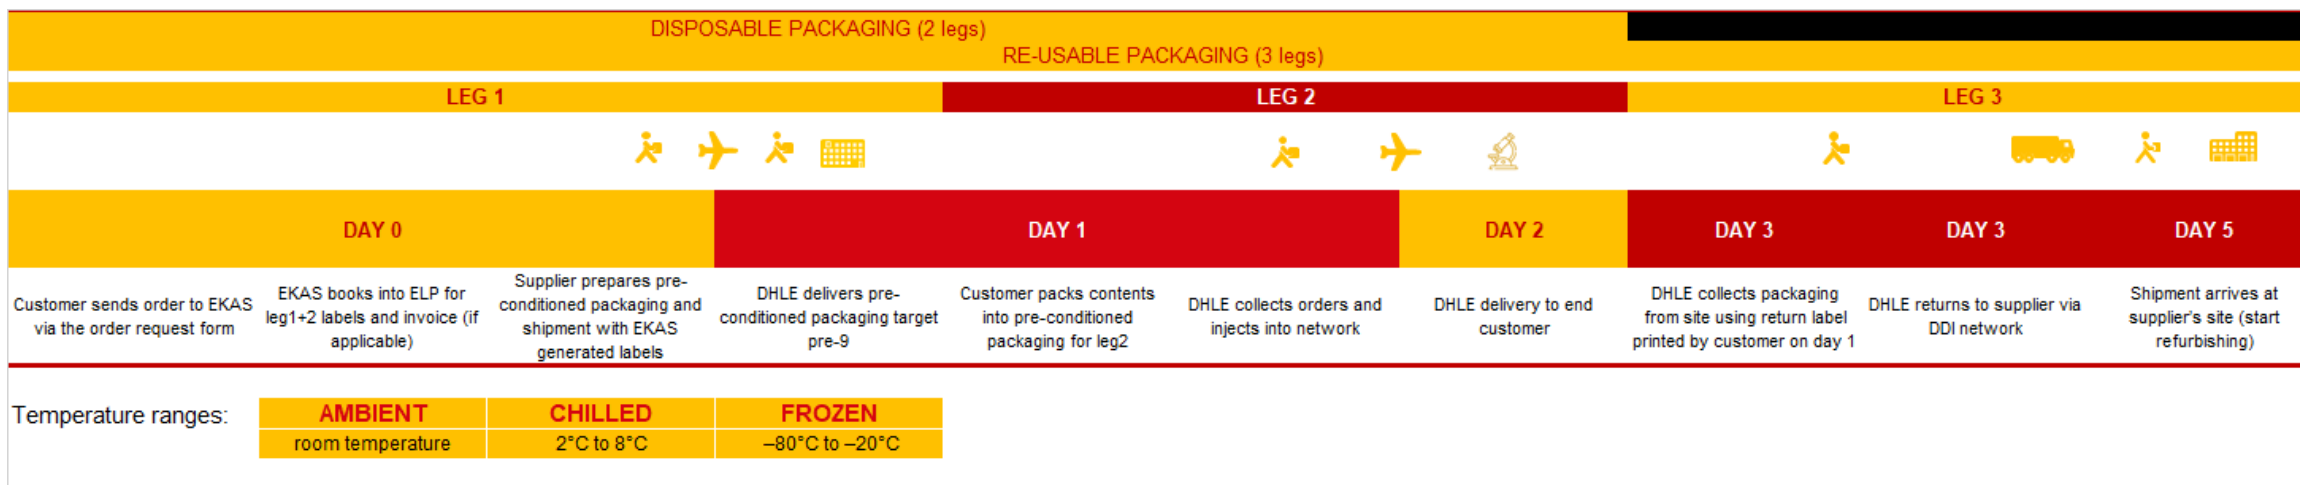 DISPOSABLE PACKAGING (2 legs)
RE-USABLE PACKAGING (3 legs)
LEG 1
LEG 2
LEG 3
DAY 0
DAY 1
DAY 2
DAY 3
DAY 3
DAY 5
Customer sends order to EKAS
via the order request form
EKAS books into ELP for
leg1+2 labels and invoice (if
applicable)
Supplier prepares pre-
conditioned packaging and
shipment with EKAS
generated labels
DHLE delivers pre-
conditioned packaging target
pre-9
Customer packs contents
into pre-conditioned
packaging for leg2
DHLE collects orders and
injects into network
DHLE delivery to end
customer
DHLE collects packaging
from site using return label
printed by customer on day 1
DHLE returns to supplier via
DDI network
Shipment arrives at
supplier's site (start
refurbishing)
Temperature ranges:
AMBIENT
room temperature
CHILLED
2°C to 8°C
FROZEN
–80°C to –20°C